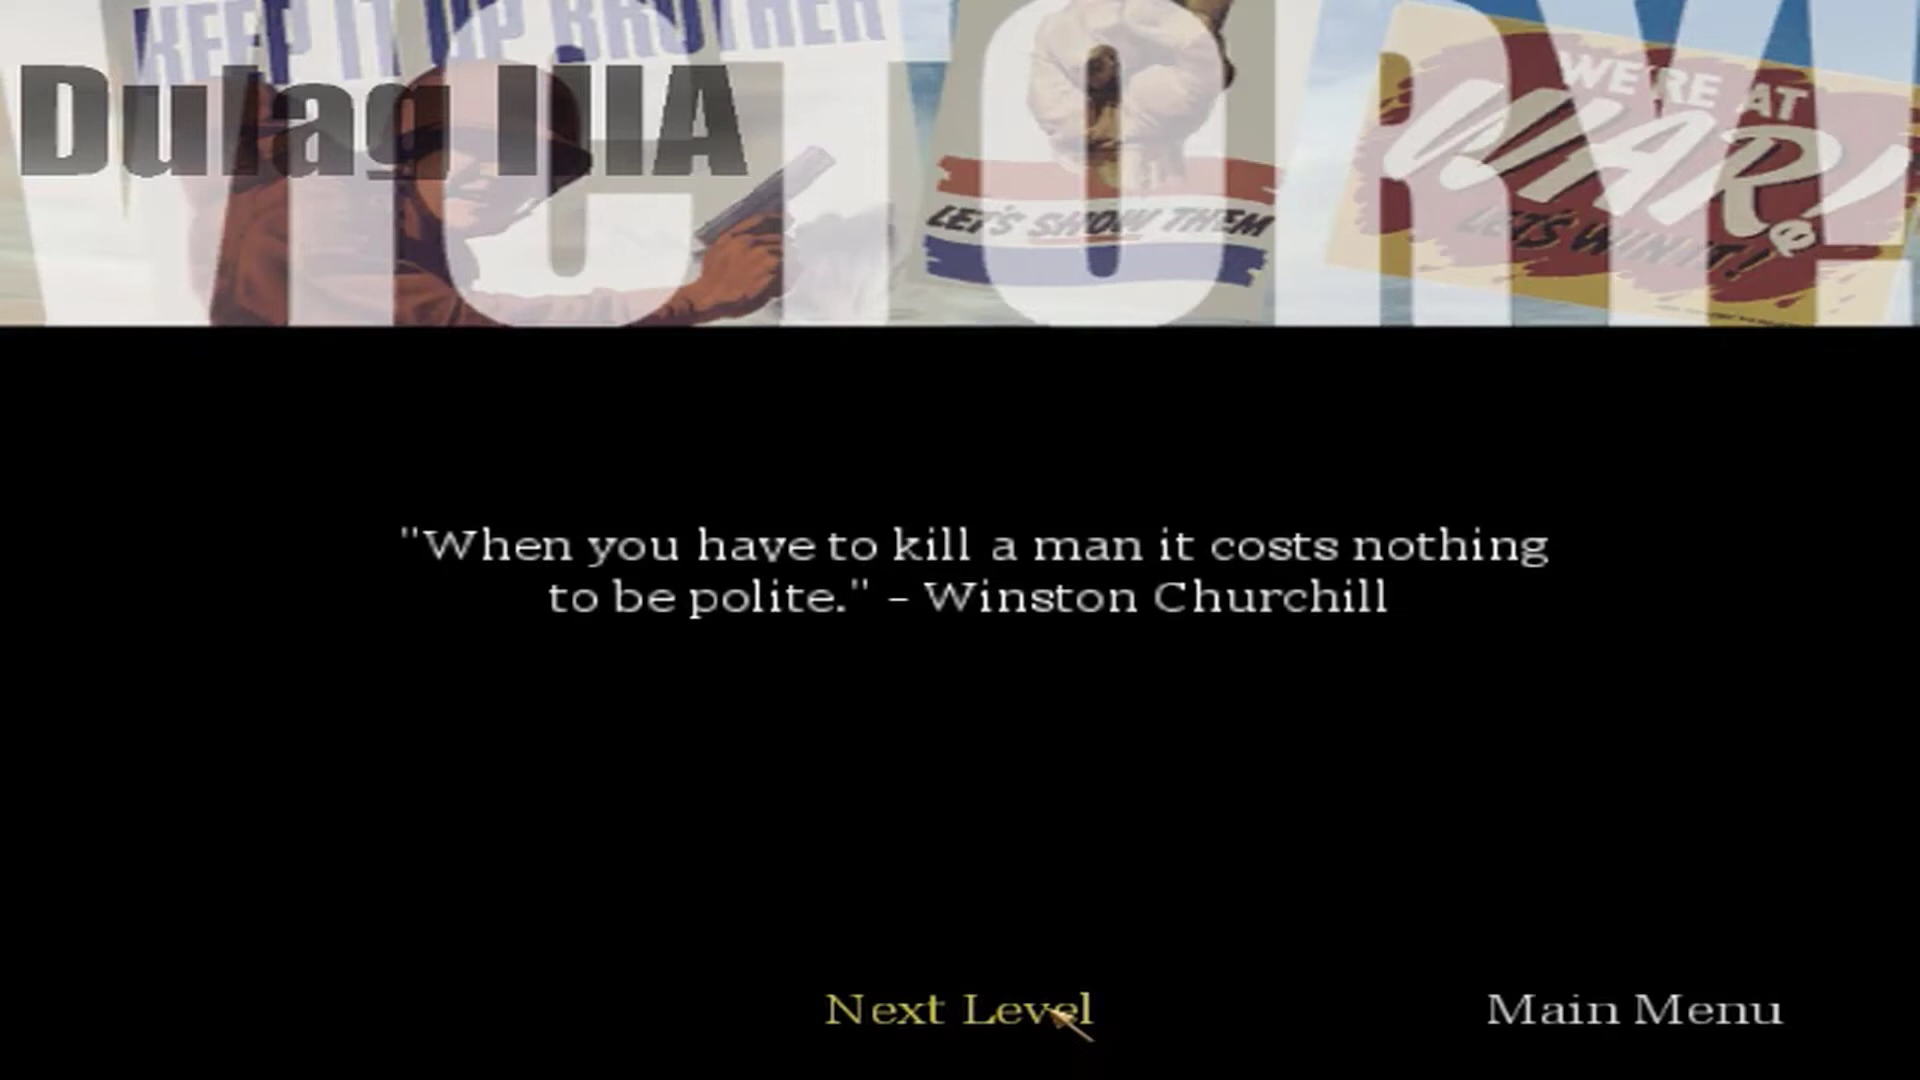 KEEP IT UP BROTHER
VICTORY
Dulag IIIA
WE'RE AT
WAR!
LET'S SHOW THEM
LET'S WIN IT!
"When you have to kill a man it costs nothing
to be polite." - Winston Churchill
Next Level
Main Menu